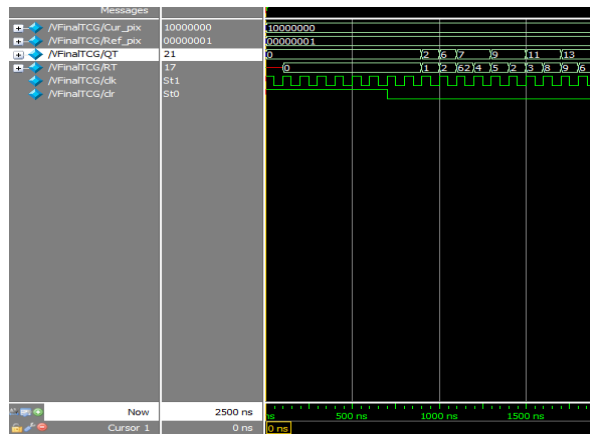 Messages
/VFinalTCG/Cur_pix 10000000 10000000
/VFinalTCG/Ref_pix 00000001 00000001
/VFinalTCG/QT 21 0 2 6 7 9 11 13
/VFinalTCG/RT 17 0 1 2 62 4 5 2 3 8 9 6
/VFinalTCG/clk St1
/VFinalTCG/clr St0
Now 2500 ns ns 500 ns 1000 ns 1500 ns
Cursor 1 0 ns 0 ns